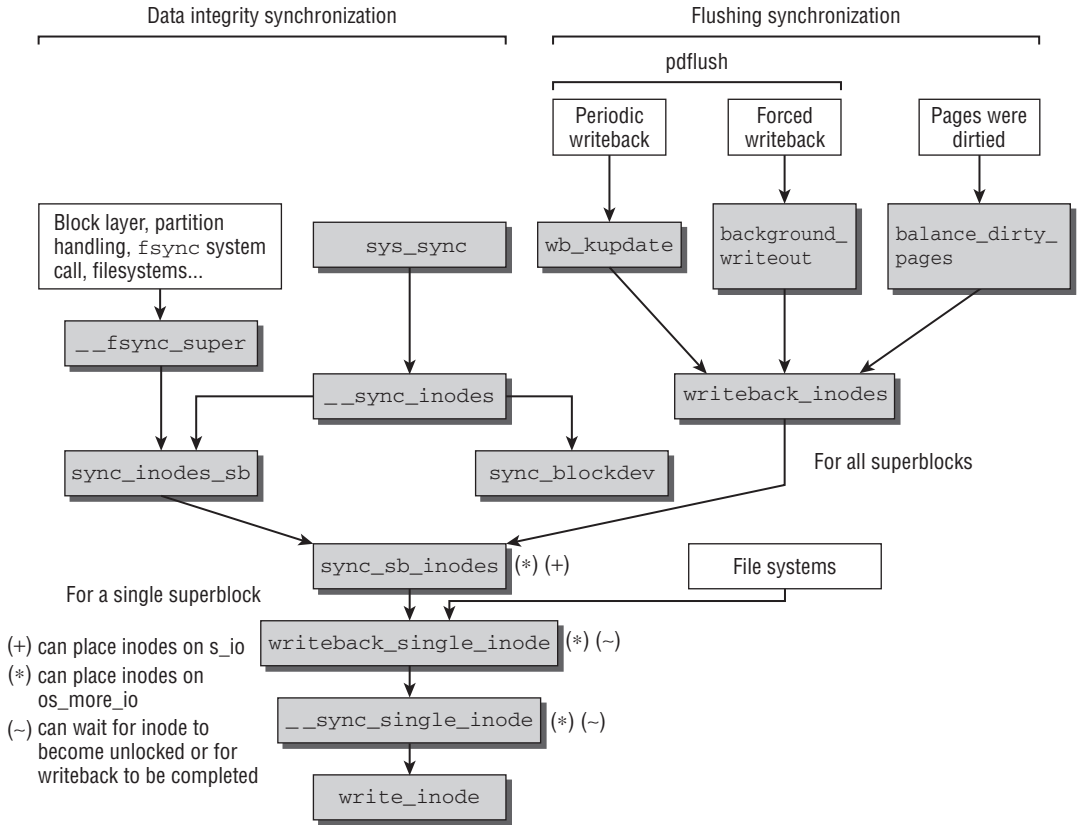 Data integrity synchronization
Flushing synchronization
pdflush
Periodic
writeback
Forced
writeback
Pages were
dirtied
Block layer, partition
handling, fsync system
call, filesystems...
sys_sync
wb_kupdate
background_
writeout
balance_dirty_
pages
__fsync_super
__sync_inodes
writeback_inodes
sync_inodes_sb
sync_blockdev
For all superblocks
sync_sb_inodes (*) (+)
File systems
For a single superblock
writeback_single_inode (*) (~)
(+) can place inodes on s_io
(*) can place inodes on
os_more_io
(~) can wait for inode to
become unlocked or for
writeback to be completed
__sync_single_inode (*) (~)
write_inode